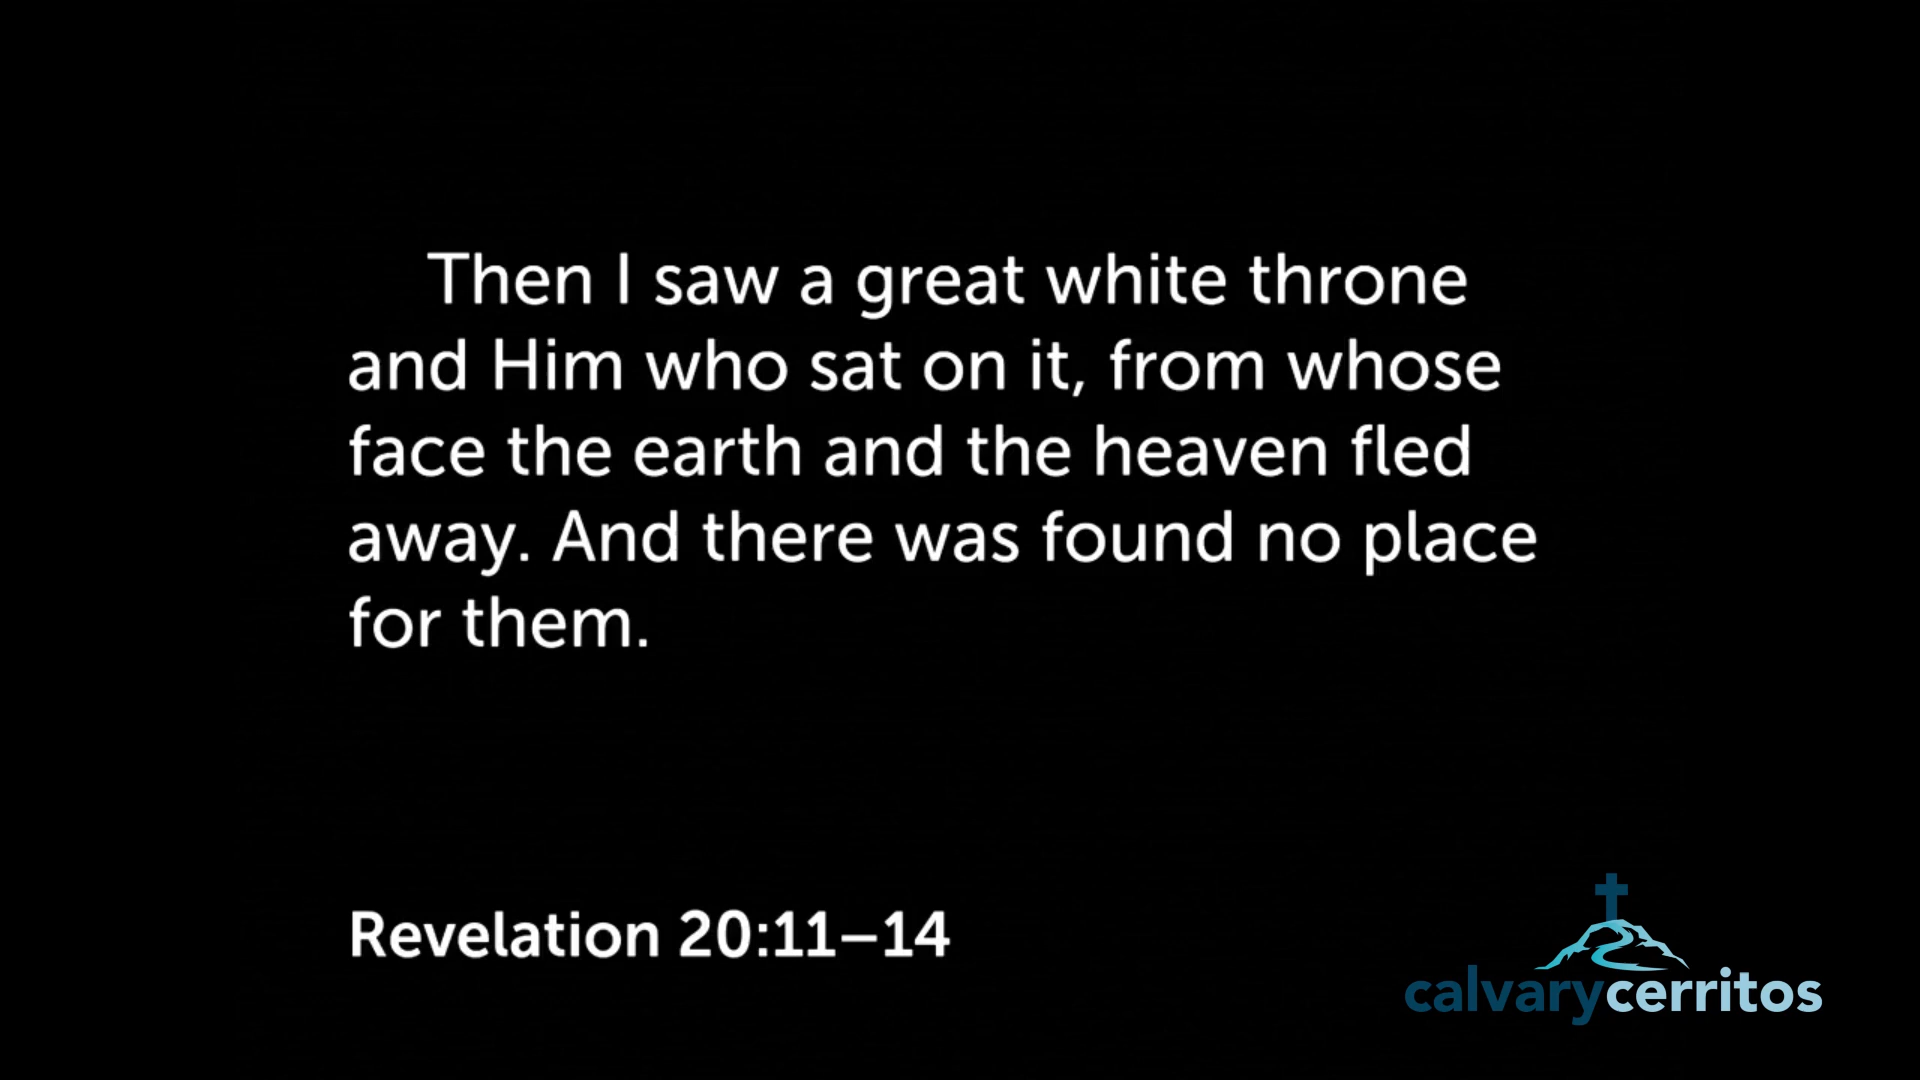 Then I saw a great white throne
and Him who sat on it, from whose
face the earth and the heaven fled
away. And there was found no place
for them.
Revelation 20:11–14
calvarycerritos